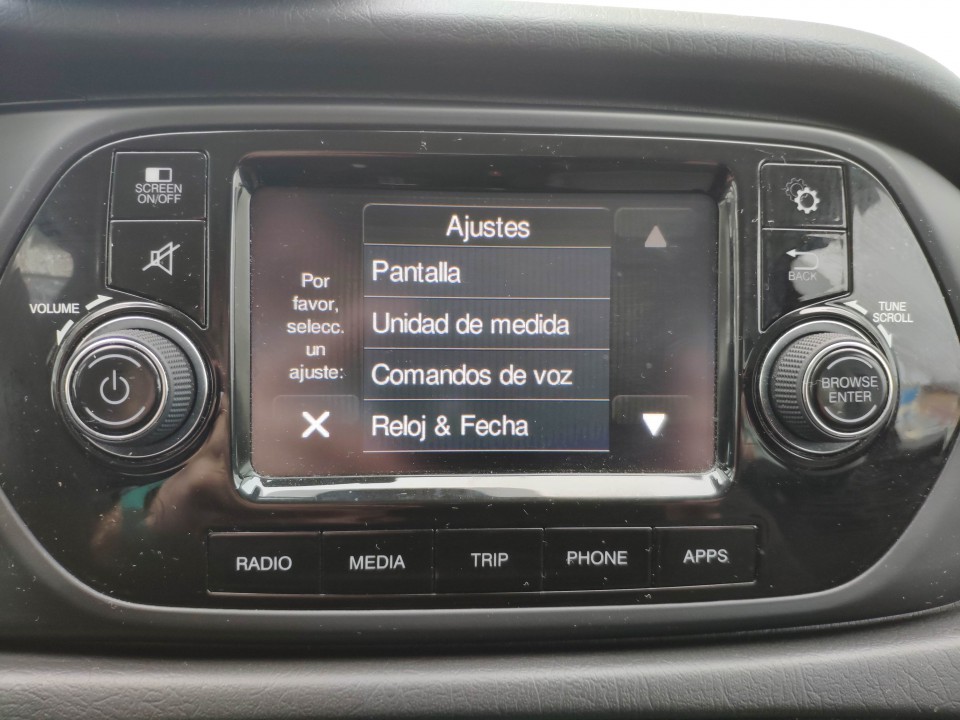 SCREEN
ON/OFF
VOLUME
Ajustes
Pantalla
Unidad de medida
Comandos de voz
Reloj & Fecha
Por
favor,
selecc.
un
ajuste:
BACK
TUNE
SCROLL
BROWSE
ENTER
RADIO
MEDIA
TRIP
PHONE
APPS